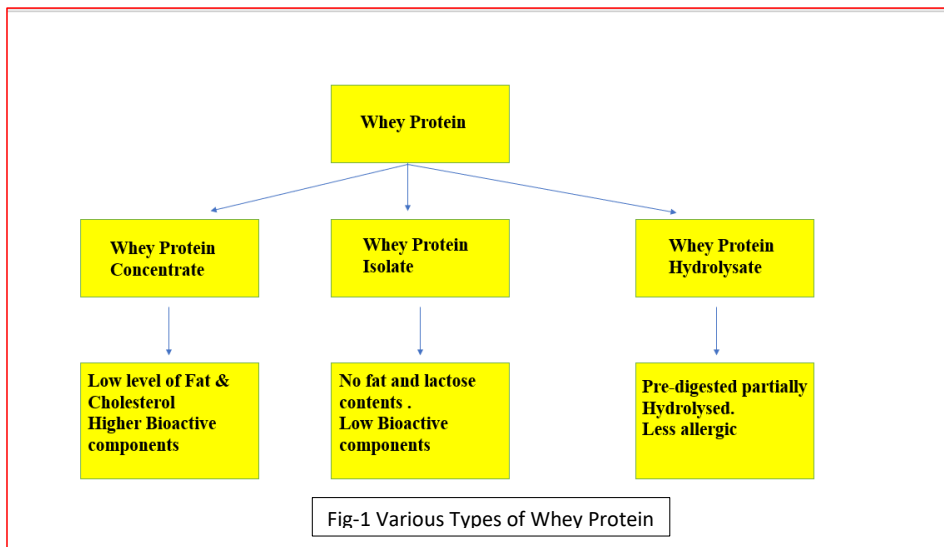 Whey Protein
Whey Protein
Concentrate
Whey Protein
Isolate
Whey Protein
Hydrolysate
Low level of Fat &
Cholesterol
Higher Bioactive
components
No fat and lactose
contents .
Low Bioactive
components
Pre-digested partially
Hydrolysed.
Less allergic
Fig-1 Various Types of Whey Protein